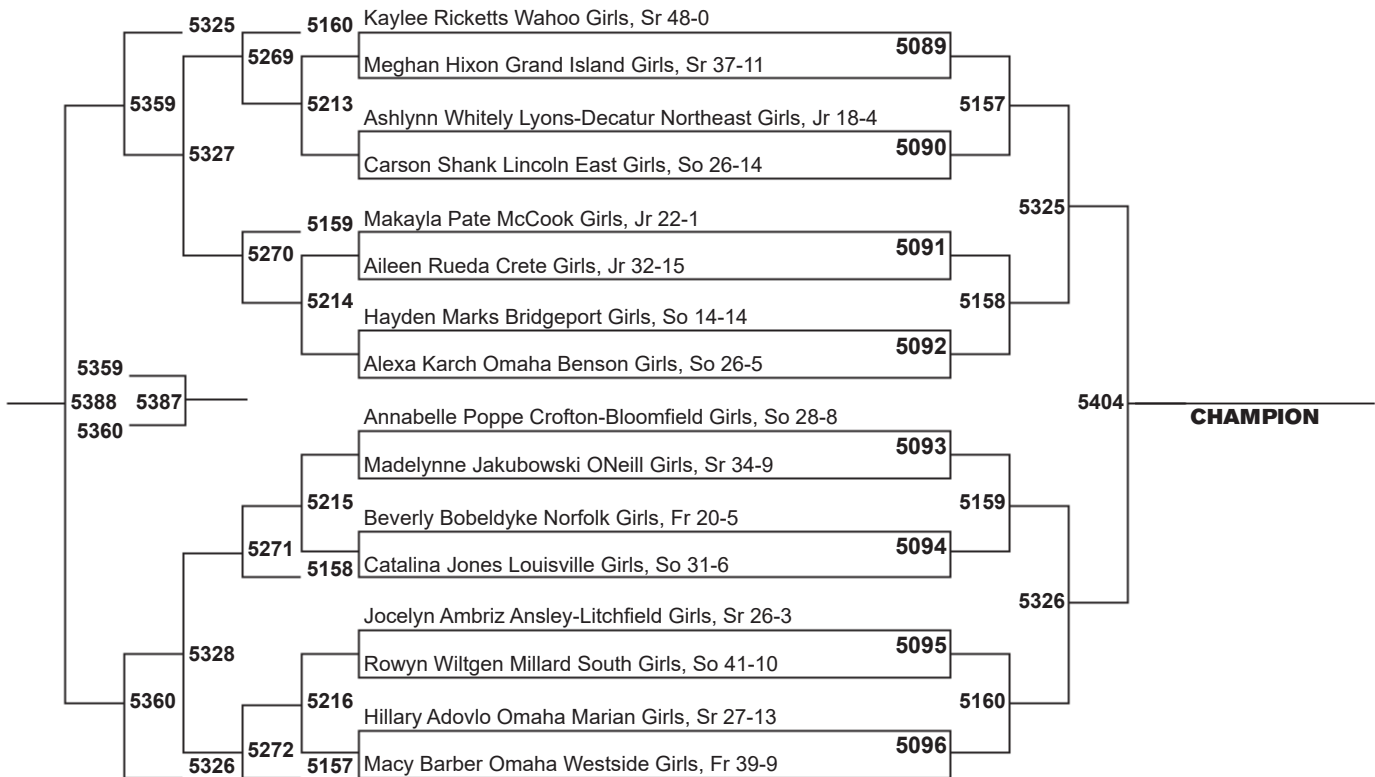 5325 5160 Kaylee Ricketts Wahoo Girls, Sr 48-0
5269 5089
Meghan Hixon Grand Island Girls, Sr 37-11
5359 5213 5157
Ashlynn Whitely Lyons-Decatur Northeast Girls, Jr 18-4
5327 5090
Carson Shank Lincoln East Girls, So 26-14
5325
5159 Makayla Pate McCook Girls, Jr 22-1
5270 5091
Aileen Rueda Crete Girls, Jr 32-15
5214 5158
Hayden Marks Bridgeport Girls, So 14-14
5092
Alexa Karch Omaha Benson Girls, So 26-5
5359
5388 5387 5404
CHAMPION
5360
Annabelle Poppe Crofton-Bloomfield Girls, So 28-8
5093
Madelynne Jakubowski ONeill Girls, Sr 34-9
5215 5159
Beverly Bobeldyke Norfolk Girls, Fr 20-5
5271 5094
5158 Catalina Jones Louisville Girls, So 31-6
5326
Jocelyn Ambriz Ansley-Litchfield Girls, Sr 26-3
5328 5095
Rowyn Wiltgen Millard South Girls, So 41-10
5360 5216 5160
Hillary Adovlo Omaha Marian Girls, Sr 27-13
5272 5096
5326 5157 Macy Barber Omaha Westside Girls, Fr 39-9